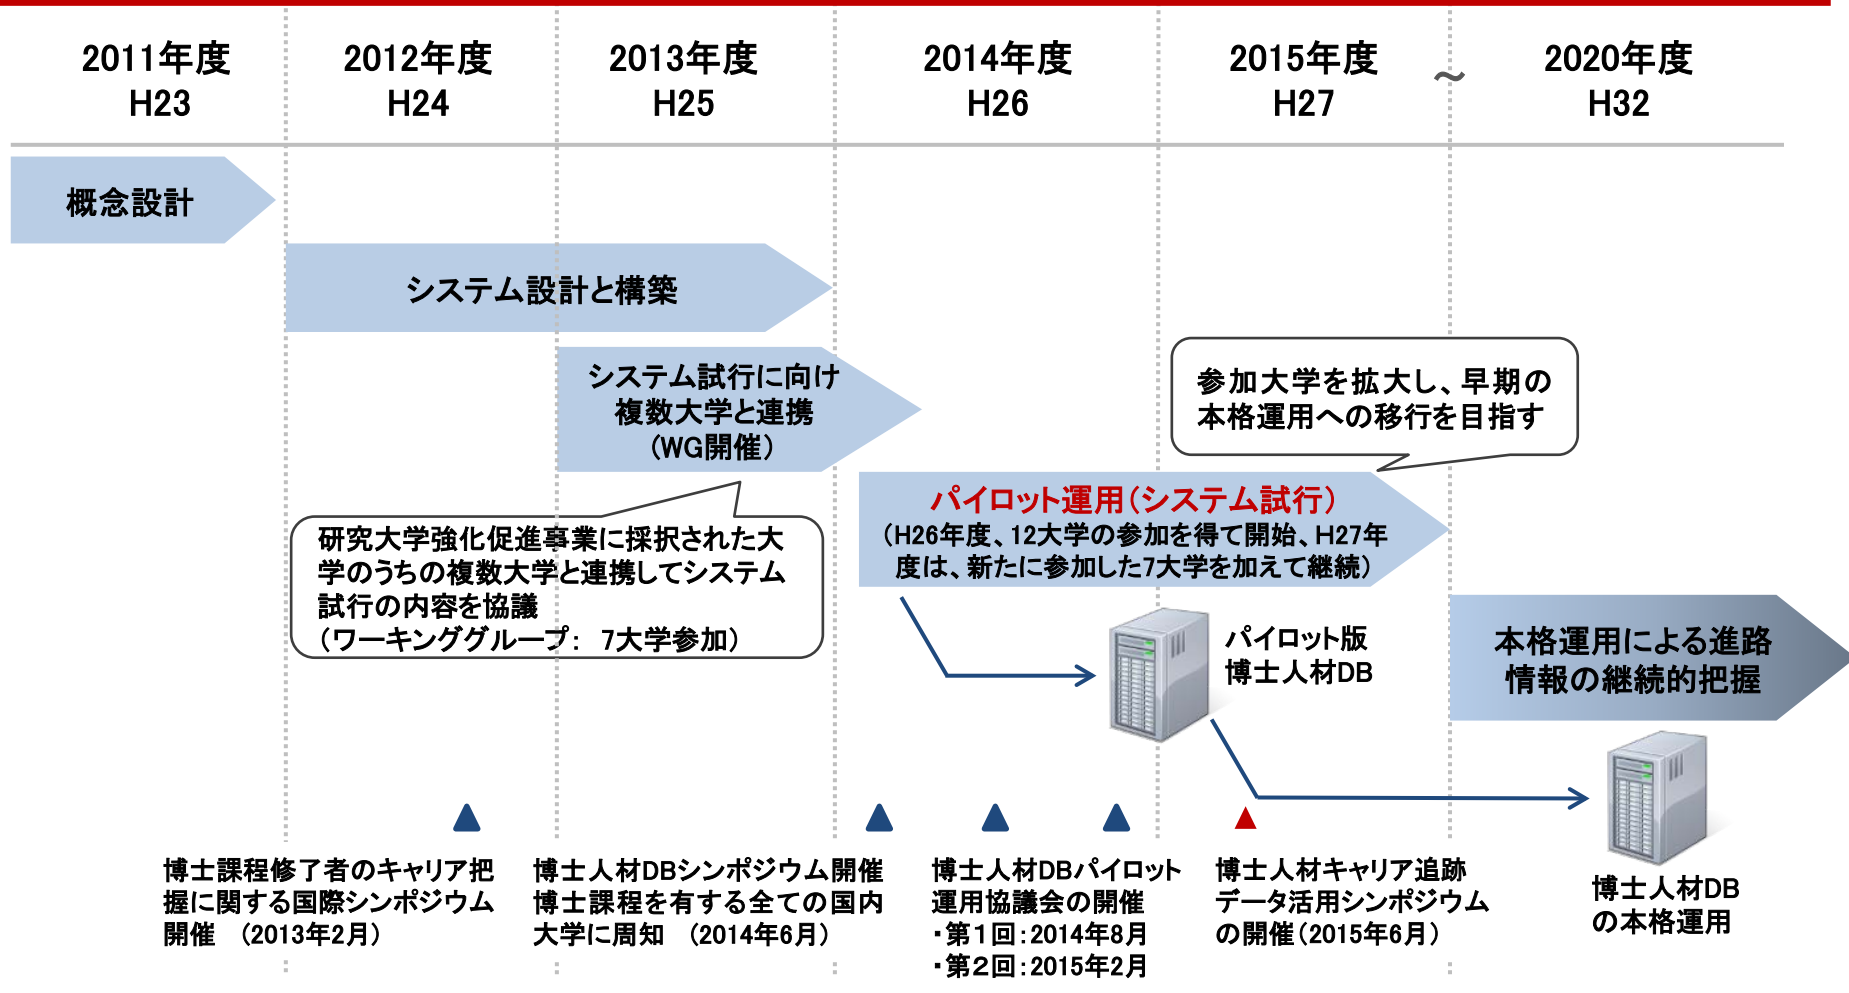 2011年度
H23
2012年度
H24
2013年度
H25
2014年度
H26
2015年度
H27
～
2020年度
H32
概念設計
システム設計と構築
システム試行に向け
複数大学と連携
(WG開催)
参加大学を拡大し、早期の
本格運用への移行を目指す
研究大学強化促進事業に採択された大
学のうちの複数大学と連携してシステム
試行の内容を協議
（ワーキンググループ： 7大学参加）
パイロット運用（システム試行）
（H26年度、12大学の参加を得て開始、H27年
度は、新たに参加した7大学を加えて継続）
パイロット版
博士人材DB
本格運用による進路
情報の継続的把握
博士課程修了者のキャリア把
握に関する国際シンポジウム
開催 （2013年2月）
博士人材DBシンポジウム開催
博士課程を有する全ての国内
大学に周知 （2014年6月）
博士人材DBパイロット
運用協議会の開催
・第１回：2014年8月
・第２回：2015年2月
博士人材キャリア追跡
データ活用シンポジウム
の開催（2015年6月）
博士人材DB
の本格運用